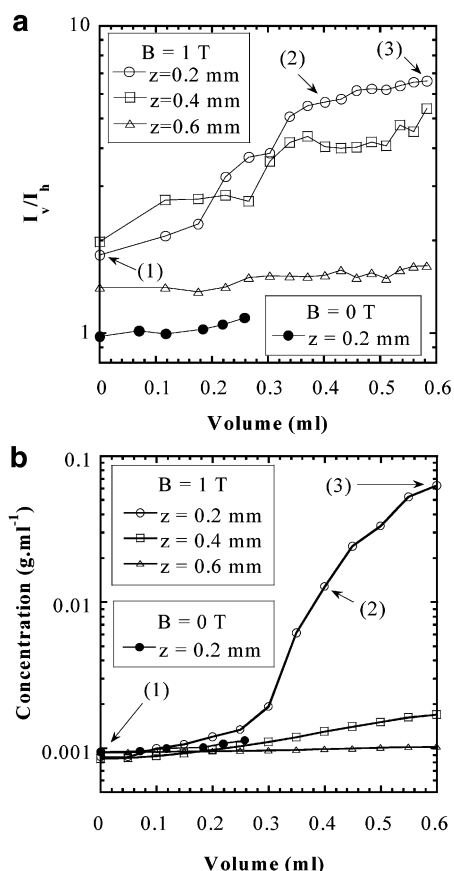 a
B = 1 T
z=0.2 mm
z=0.4 mm
z=0.6 mm
(2)
(3)
10
I_v/I_h
(1)
B = 0 T
z = 0.2 mm
1
0 0.1 0.2 0.3 0.4 0.5 0.6
Volume (ml)
b
0.1
B = 1 T
z = 0.2 mm
z = 0.4 mm
z = 0.6 mm
(3)
Concentration (g.ml⁻¹)
0.01
B = 0 T
z = 0.2 mm
(2)
(1)
0.001
0 0.1 0.2 0.3 0.4 0.5 0.6
Volume (ml)